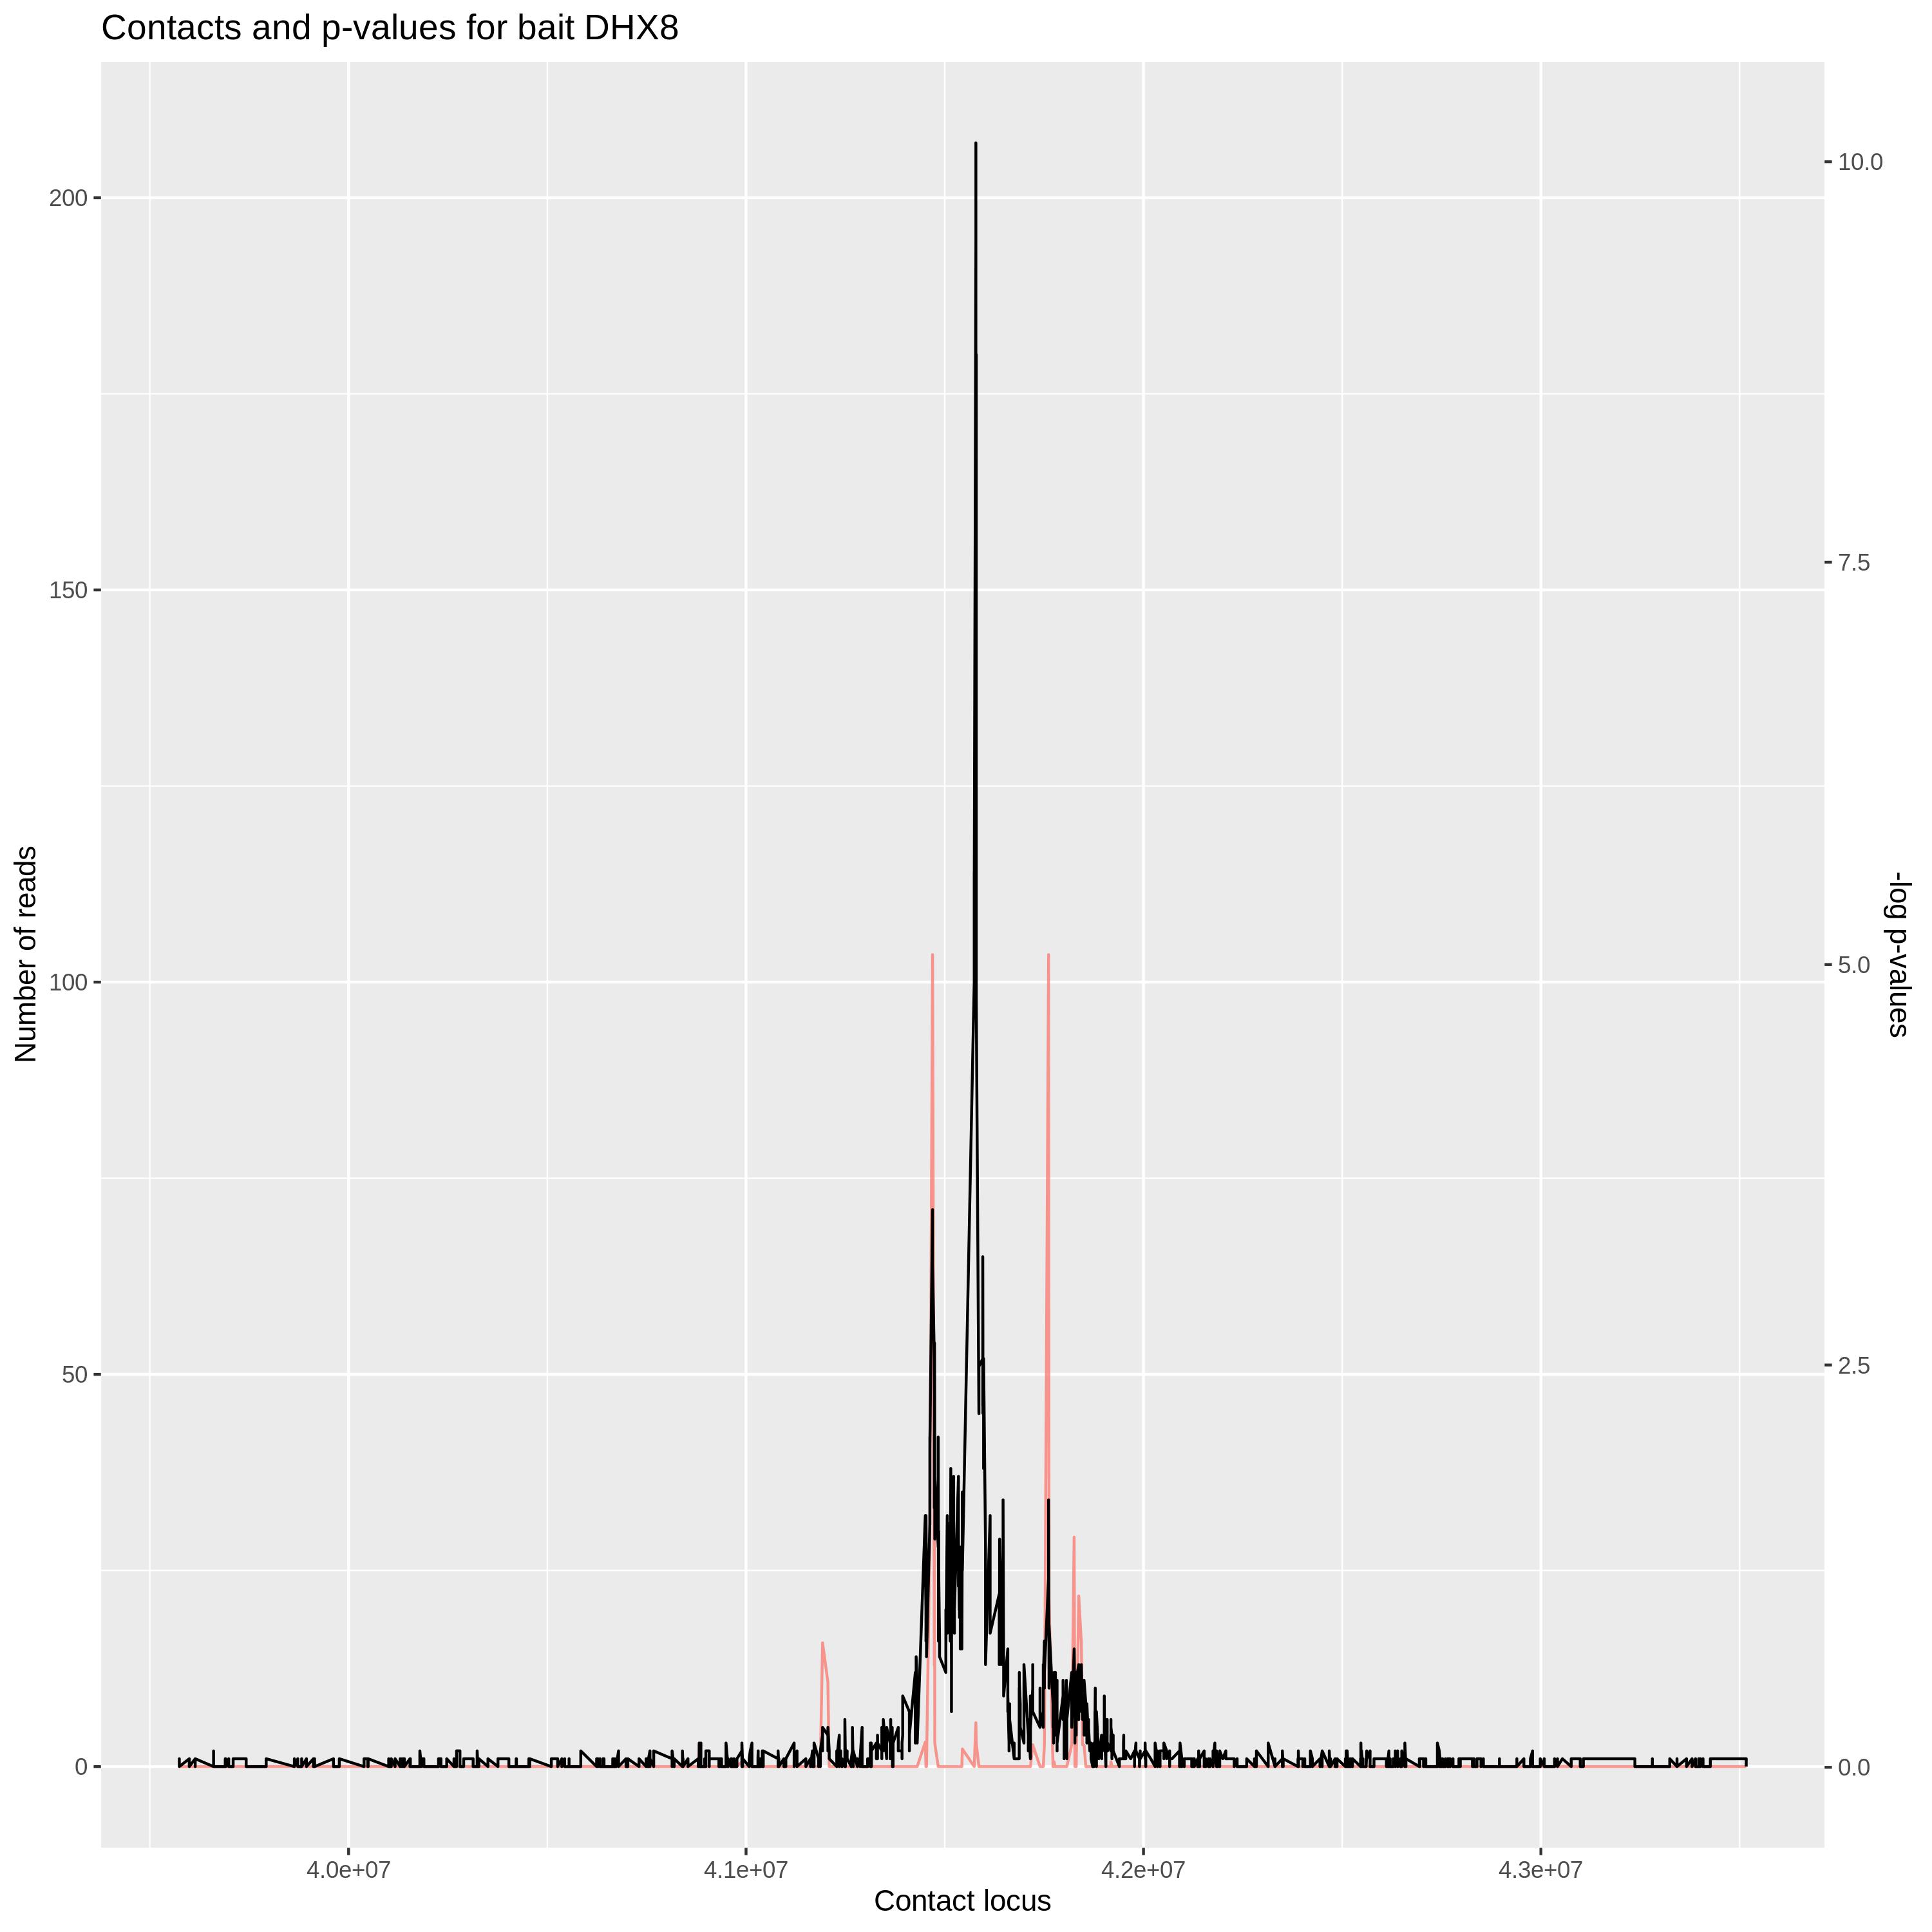 Contacts and p-values for bait DHX8
200
150
100
50
0
Number of reads
10.0
7.5
5.0
2.5
0.0
-log p-values
4.0e+07
4.1e+07
4.2e+07
4.3e+07
Contact locus